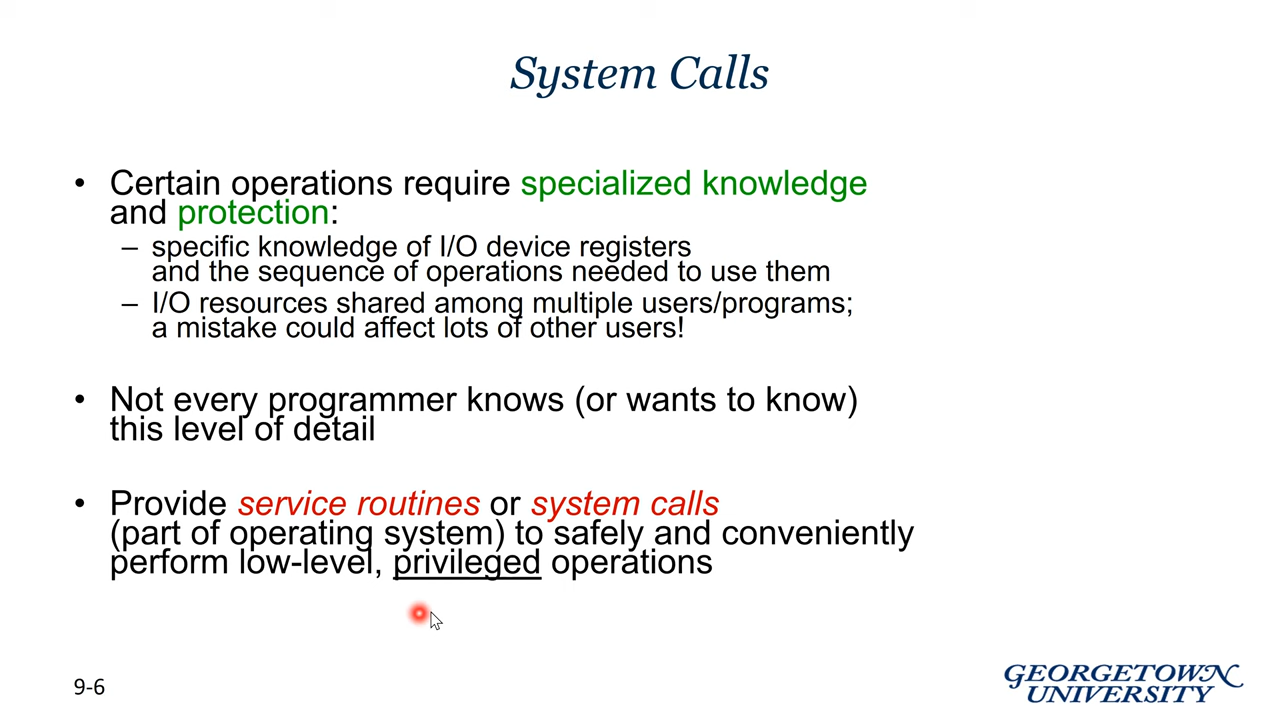 System Calls
• Certain operations require specialized knowledge
and protection:
– specific knowledge of I/O device registers
and the sequence of operations needed to use them
– I/O resources shared among multiple users/programs;
a mistake could affect lots of other users!
• Not every programmer knows (or wants to know)
this level of detail
• Provide service routines or system calls
(part of operating system) to safely and conveniently
perform low-level, privileged operations
9-6
GEORGETOWN
UNIVERSITY